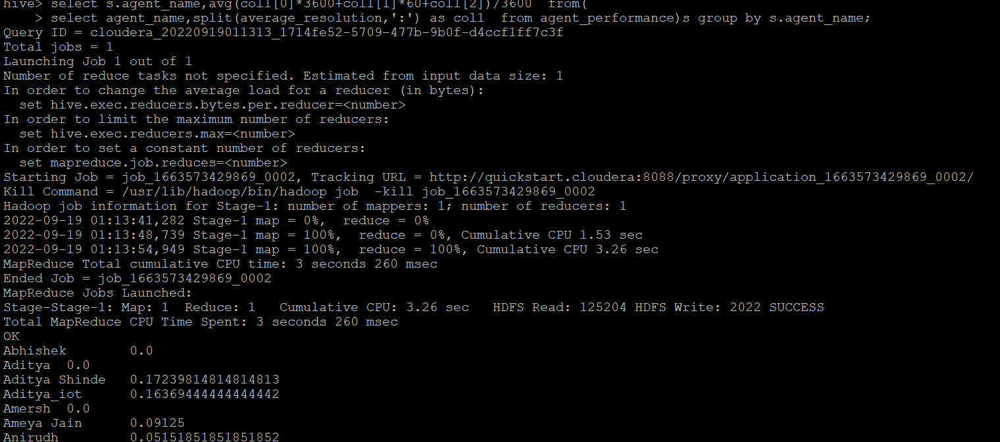 hive> select s.agent_name,avg(col1[0]*3600+col1[1]*60+col1[2])/3600  from(
    > select agent_name,split(average_resolution,':') as col1  from agent_performance)s group by s.agent_name;
Query ID = cloudera_20220919011313_1714fe52-5709-477b-9b0f-d4ccf1ff7c3f
Total jobs = 1
Launching Job 1 out of 1
Number of reduce tasks not specified. Estimated from input data size: 1
In order to change the average load for a reducer (in bytes):
  set hive.exec.reducers.bytes.per.reducer=<number>
In order to limit the maximum number of reducers:
  set hive.exec.reducers.max=<number>
In order to set a constant number of reducers:
  set mapreduce.job.reduces=<number>
Starting Job = job_1663573429869_0002, Tracking URL = http://quickstart.cloudera:8088/proxy/application_1663573429869_0002/
Kill Command = /usr/lib/hadoop/bin/hadoop job  -kill job_1663573429869_0002
Hadoop job information for Stage-1: number of mappers: 1; number of reducers: 1
2022-09-19 01:13:41,282 Stage-1 map = 0%,  reduce = 0%
2022-09-19 01:13:48,739 Stage-1 map = 100%,  reduce = 0%, Cumulative CPU 1.53 sec
2022-09-19 01:13:54,949 Stage-1 map = 100%,  reduce = 100%, Cumulative CPU 3.26 sec
MapReduce Total cumulative CPU time: 3 seconds 260 msec
Ended Job = job_1663573429869_0002
MapReduce Jobs Launched:
Stage-Stage-1: Map: 1  Reduce: 1   Cumulative CPU: 3.26 sec   HDFS Read: 125204 HDFS Write: 2022 SUCCESS
Total MapReduce CPU Time Spent: 3 seconds 260 msec
OK
Abhishek        0.0
Aditya  0.0
Aditya Shinde   0.17239814814814813
Aditya_iot      0.16369444444444442
Amersh  0.0
Ameya Jain      0.09125
Anirudh         0.05151851851851852